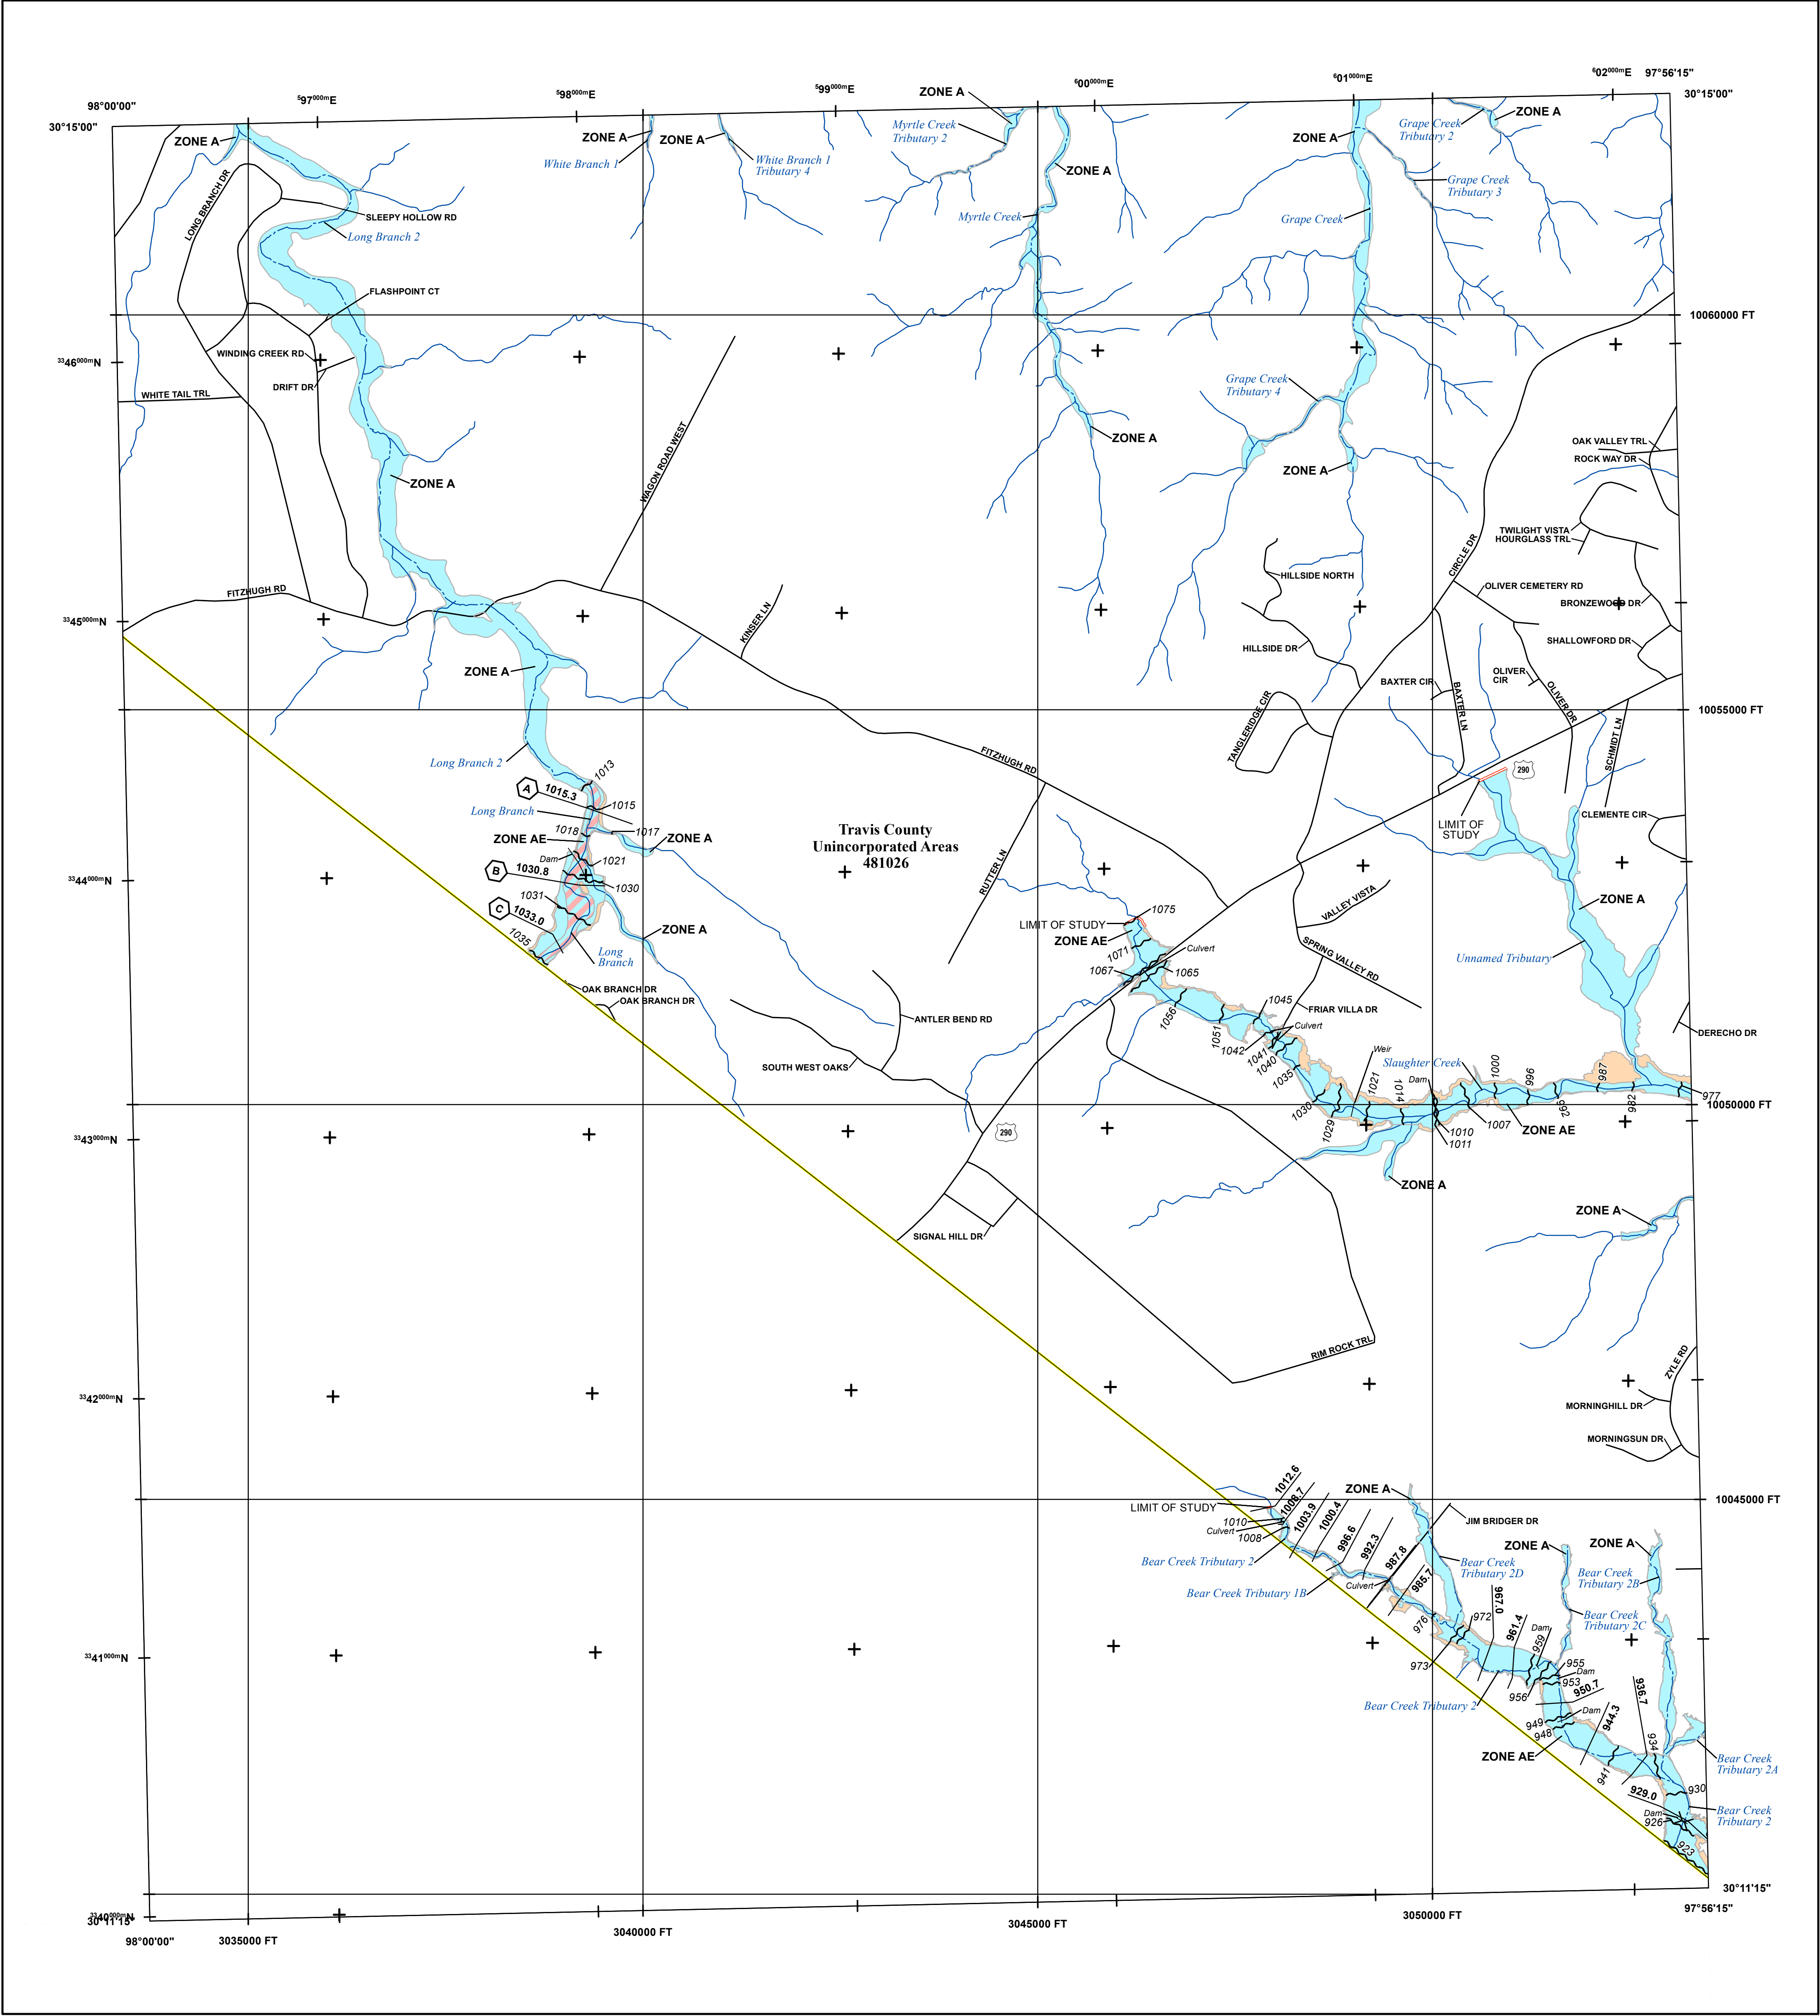 98°00'00"
597000mE
598000mE
599000mE
600000mE
601000mE
602000mE
97°56'15"
30°15'00"
30°15'00"
ZONE A
ZONE A
White Branch 1
ZONE A
White Branch 1
Tributary 4
ZONE A
Myrtle Creek
Tributary 2
ZONE A
Myrtle Creek
ZONE A
Grape Creek
Tributary 2
ZONE A
Grape Creek
Tributary 3
Grape Creek
LONG BRANCH DR
SLEEPY HOLLOW RD
Long Branch 2
FLASHPOINT CT
10060000 FT
WINDING CREEK RD
3346000mN
DRIFT DR
WHITE TAIL TRL
Grape Creek
Tributary 4
ZONE A
ZONE A
ZONE A
WAGON ROAD WEST
OAK VALLEY TRL
ROCK WAY DR
TWILIGHT VISTA
HOURGLASS TRL
CIRCLE DR
HILLSIDE NORTH
OLIVER CEMETERY RD
BRONZEWOOD DR
FITZHUGH RD
3345000mN
KINSER LN
HILLSIDE DR
SHALLOWFORD DR
ZONE A
BAXTER CIR
BAXTER LN
OLIVER
CIR
OLIVER DR
10055000 FT
TANGLERIDGE CIR
SCHMIDT LN
FITZHUGH RD
Long Branch 2
290
1013
A
1015.3
1015
Long Branch
1018
1017
ZONE AE
ZONE A
Dam
1021
B
1030.8
1030
1031
C
1033.0
1035
Long
Branch
ZONE A
Travis County
Unincorporated Areas
481026
LIMIT OF
STUDY
CLEMENTE CIR
3344000mN
RUTTER LN
VALLEY VISTA
ZONE A
1075
LIMIT OF STUDY
ZONE AE
1071
Culvert
1067
1065
SPRING VALLEY RD
Unnamed Tributary
OAK BRANCH DR
OAK BRANCH DR
ANTLER BEND RD
1056
1051
1045
FRIAR VILLA DR
Culvert
1042
1041
1040
1035
DERECHO DR
SOUTH WEST OAKS
Weir
Slaughter Creek
1030
1029
1021
1014
Dam
1000
996
992
987
982
977
10050000 FT
1007
1010
1011
ZONE AE
3343000mN
290
ZONE A
ZONE A
SIGNAL HILL DR
RIM ROCK TRL
ZYLE RD
3342000mN
MORNINGHILL DR
MORNINGSUN DR
10045000 FT
LIMIT OF STUDY
1012.6
1008.7
1003.9
1000.4
996.6
992.3
987.8
985.7
1010
Culvert
1008
ZONE A
JIM BRIDGER DR
ZONE A
ZONE A
Bear Creek Tributary 2
Bear Creek Tributary 1B
Culvert
Bear Creek
Tributary 2D
Bear Creek
Tributary 2B
Bear Creek
Tributary 2C
976
972
967.0
961.4
Dam
959
973
955
Dam
953
956
950.7
3341000mN
Bear Creek Tributary 2
936.7
944.3
Dam
949
948
ZONE AE
941
934
Bear Creek
Tributary 2A
930
929.0
Dam
926
923
Bear Creek
Tributary 2
3340000mN
30°11'15"
98°00'00"
3035000 FT
3040000 FT
3045000 FT
3050000 FT
30°11'15"
97°56'15"